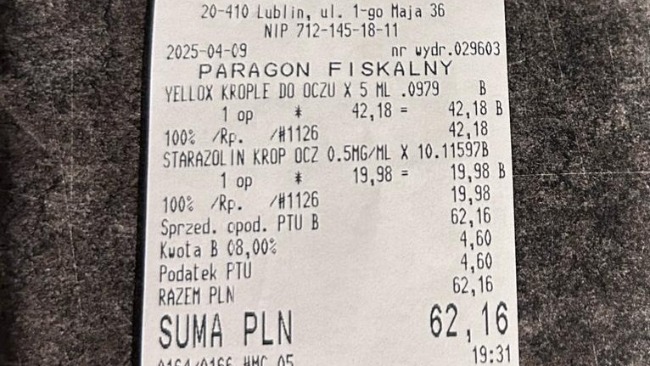 20-410 Lublin, ul. 1-go Maja 36
NIP 712-145-18-11
2025-04-09 nr wydr.029603
PARAGON FISKALNY
YELLOX KROPLE DO OCZU X 5 ML .0979 B
1 op * 42,18 = 42,18 B
100% /Rp. /#1126 42,18
STARAZOLIN KROP OCZ 0.5MG/ML X 10.11597B
1 op * 19,98 = 19,98 B
100% /Rp. /#1126 19,98
Sprzed. opod. PTU B 62,16
Kwota B 08,00% 4,60
Podatek PTU 4,60
RAZEM PLN 62,16
SUMA PLN 62,16
19:31